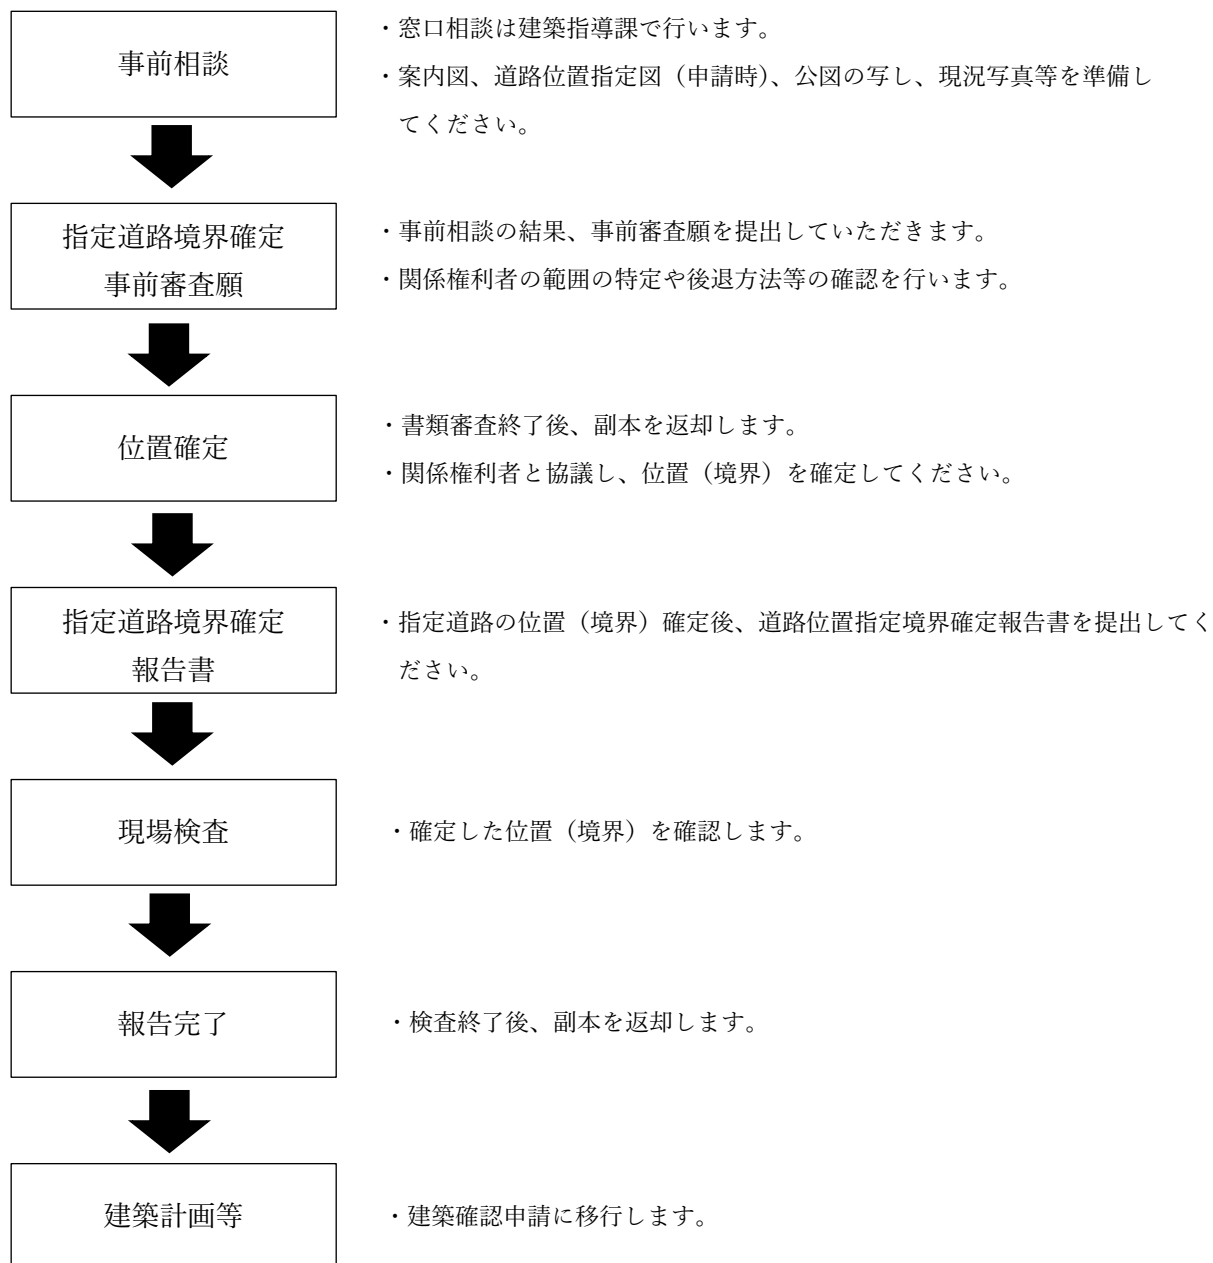 事前相談
・窓口相談は建築指導課で行います。
・案内図、道路位置指定図（申請時）、公図の写し、現況写真等を準備し
てください。
指定道路境界確定
事前審査願
・事前相談の結果、事前審査願を提出していただきます。
・関係権利者の範囲の特定や後退方法等の確認を行います。
位置確定
・書類審査終了後、副本を返却します。
・関係権利者と協議し、位置（境界）を確定してください。
指定道路境界確定
報告書
・指定道路の位置（境界）確定後、道路位置指定境界確定報告書を提出してく
ださい。
現場検査
・確定した位置（境界）を確認します。
報告完了
・検査終了後、副本を返却します。
建築計画等
・建築確認申請に移行します。